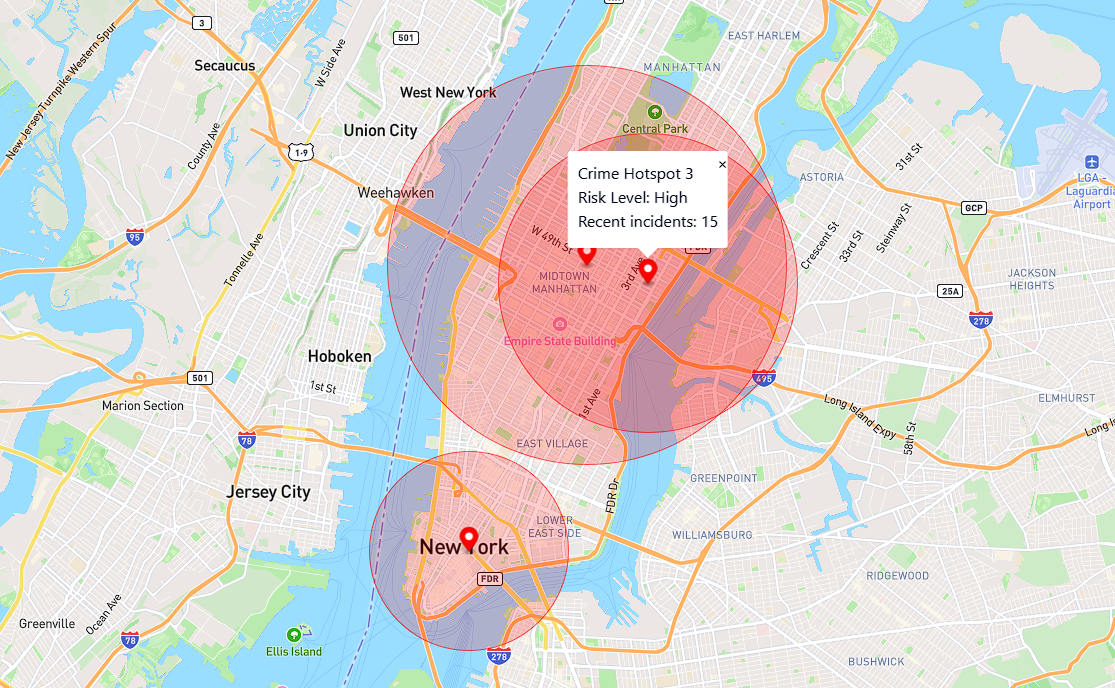 3
501
EAST HARLEM
New Jersey Turnpike Western Spur
W Side Ave
Secaucus
MANHATTAN
West New York
Central Park
Union City
County Ave
1-9
31st St
LGA -
Laguardia
Airport
ASTORIA
Crime Hotspot 3
×
Risk Level: High
Recent incidents: 15
Weehawken
GCP
Steinway St
Crescent St
33rd St
95
Tonnelle Ave
W 49th St
FDR
3rd Ave
MIDTOWN
MANHATTAN
JACKSON
HEIGHTS
25A
278
Empire State Building
Hoboken
501
1st St
495
Marion Section
1st Ave
ELMHURST
Long Island Expy
58th St
Long Is
78
EAST VILLAGE
Jersey City
GREENPOINT
FDR Dr
LOWER
EAST SIDE
WILLIAMSBURG
New York
FDR
RIDGEWOOD
Ocean Ave
Greenville
78
Ellis Island
278
BUSHWICK